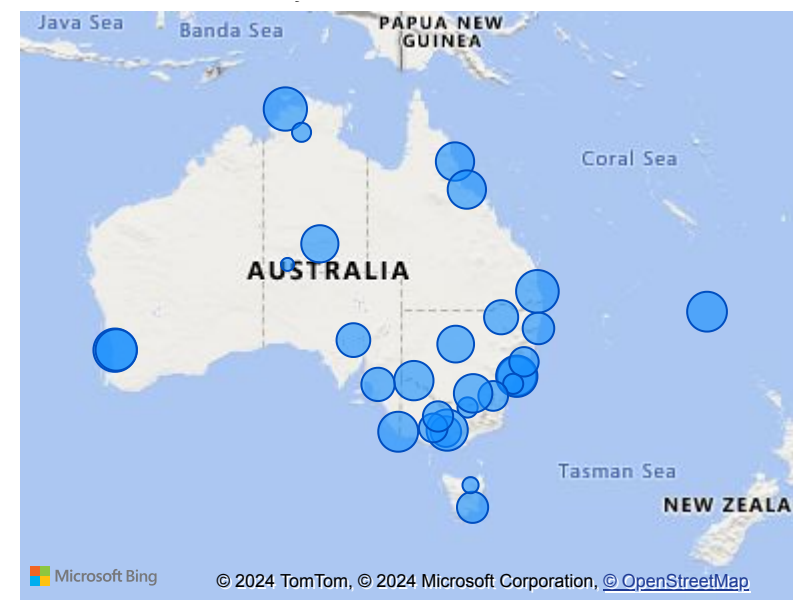 Java Sea
Banda Sea
PAPUA NEW
GUINEA
Coral Sea
AUSTRALIA
Tasman Sea
NEW ZEALA
Microsoft Bing
© 2024 TomTom, © 2024 Microsoft Corporation, © OpenStreetMap